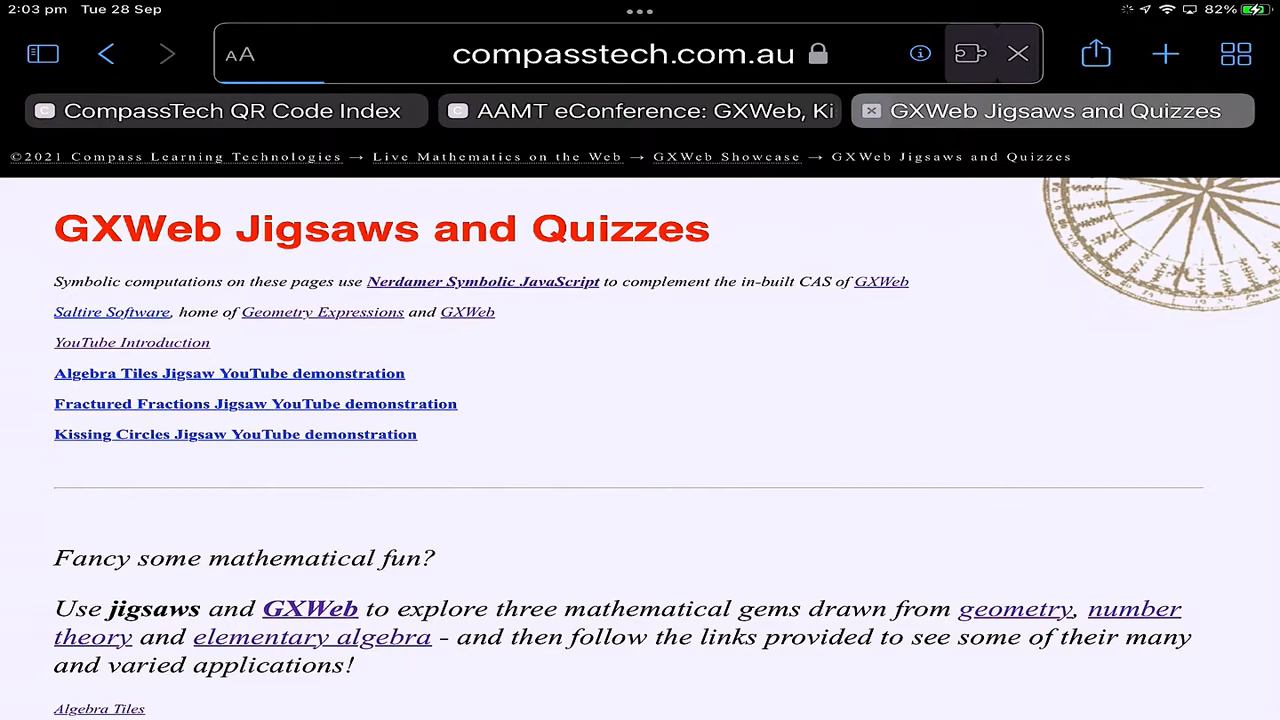 2:03 pm Tue 28 Sep
82%
AA compasstech.com.au
CompassTech QR Code Index
AAMT eConference: GXWeb, Ki
GXWeb Jigsaws and Quizzes
©2021 Compass Learning Technologies → Live Mathematics on the Web → GXWeb Showcase → GXWeb Jigsaws and Quizzes
GXWeb Jigsaws and Quizzes
Symbolic computations on these pages use Nerdamer Symbolic JavaScript to complement the in-built CAS of GXWeb
Saltire Software, home of Geometry Expressions and GXWeb
YouTube Introduction
Algebra Tiles Jigsaw YouTube demonstration
Fractured Fractions Jigsaw YouTube demonstration
Kissing Circles Jigsaw YouTube demonstration
Fancy some mathematical fun?
Use jigsaws and GXWeb to explore three mathematical gems drawn from geometry, number
theory and elementary algebra - and then follow the links provided to see some of their many
and varied applications!
Algebra Tiles